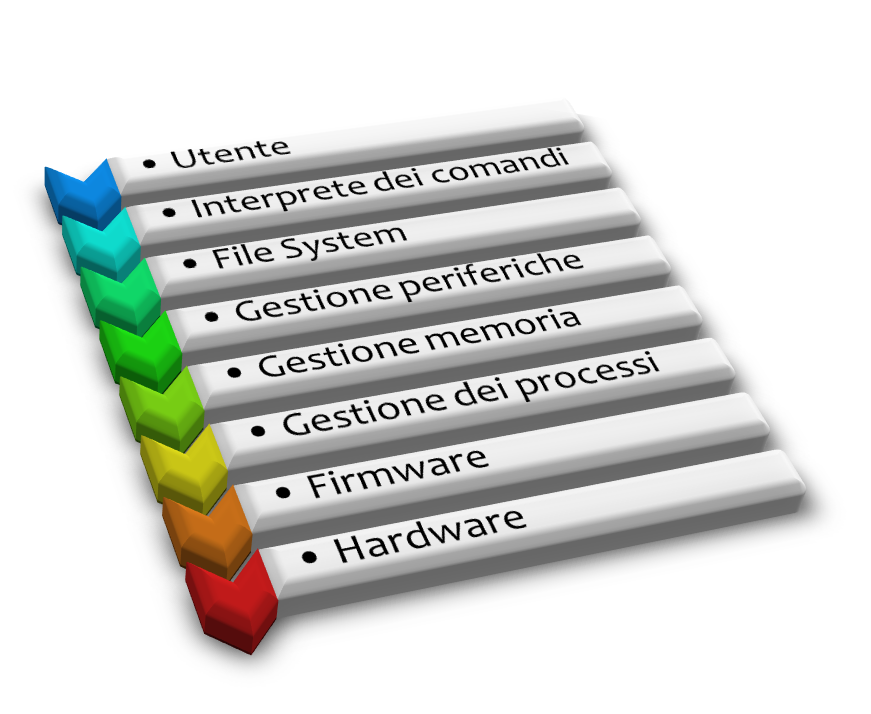 • Utente
• Interprete dei comandi
• File System
• Gestione periferiche
• Gestione memoria
• Gestione dei processi
• Firmware
• Hardware